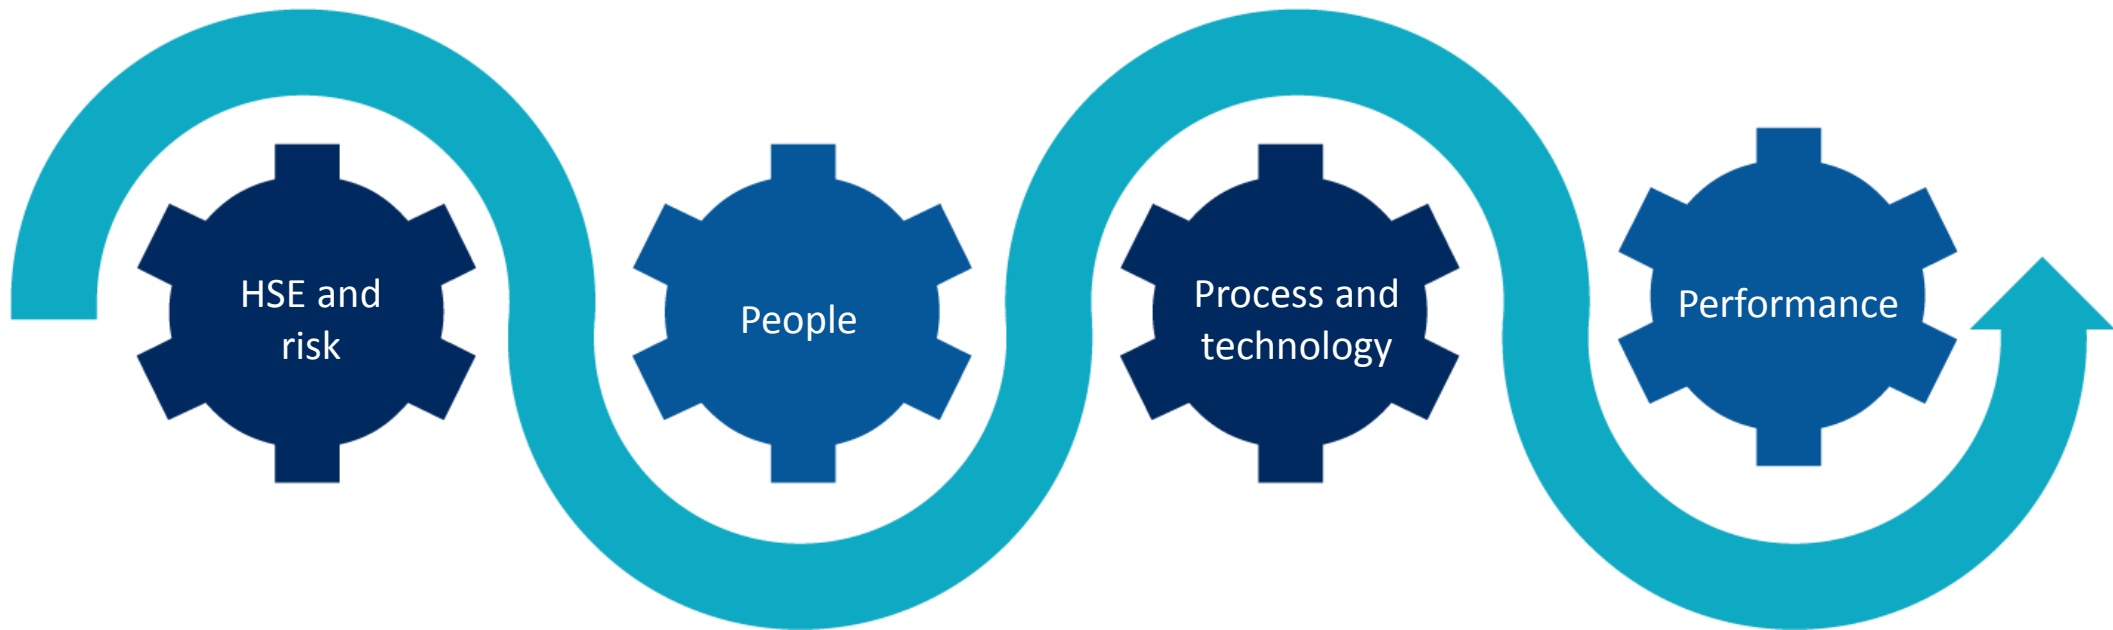 HSE and
risk
People
Process and
technology
Performance